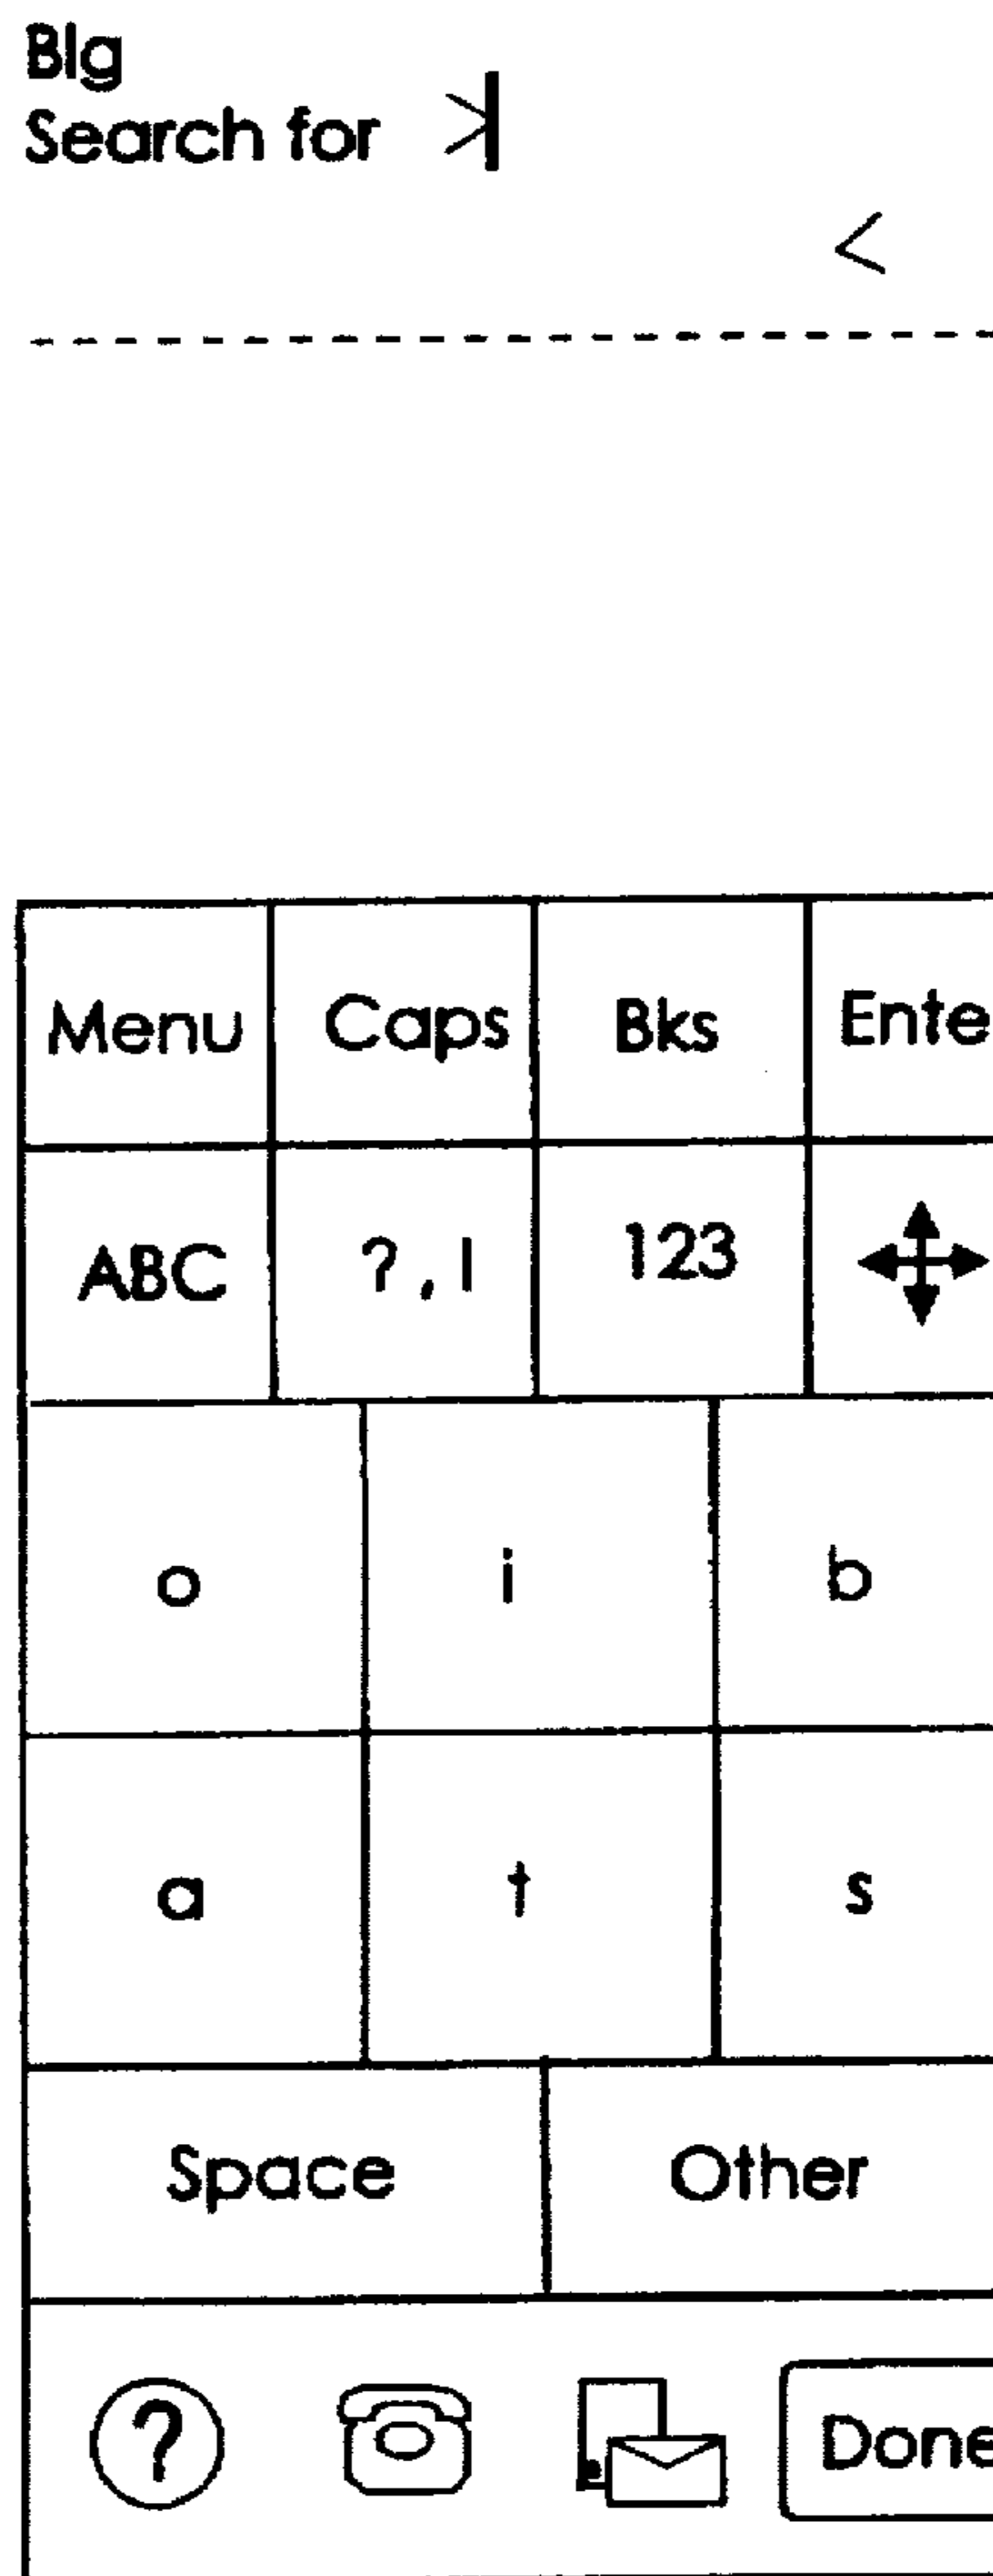 Blg
Search for >
<
Menu Caps Bks Ente
ABC ? , I 123
o i b
a t s
Space Other
? Done